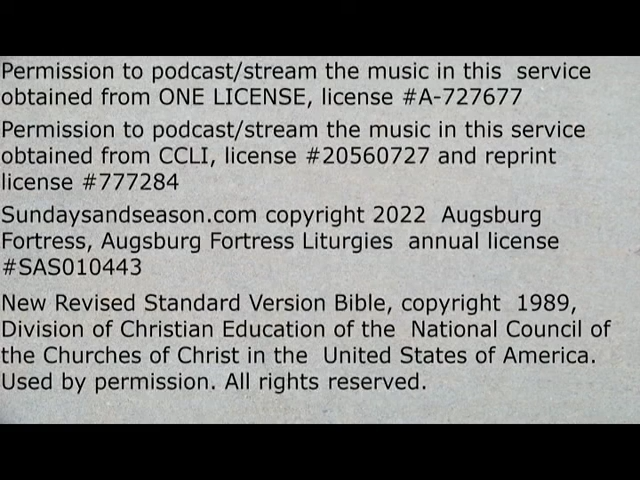 Permission to podcast/stream the music in this  service
obtained from ONE LICENSE, license #A-727677
Permission to podcast/stream the music in this service
obtained from CCLI, license #20560727 and reprint
license #777284
Sundaysandseason.com copyright 2022  Augsburg
Fortress, Augsburg Fortress Liturgies  annual license
#SAS010443
New Revised Standard Version Bible, copyright  1989,
Division of Christian Education of the  National Council of
the Churches of Christ in the  United States of America.
Used by permission. All rights reserved.